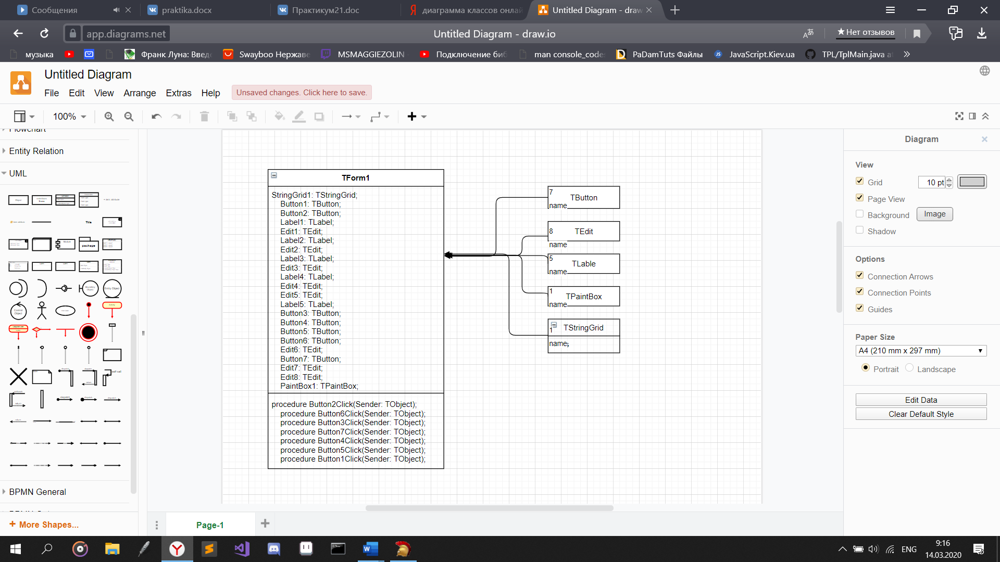 Сообщения
praktika.docx
Практикум21.doc
диаграмма классов онлай
Untitled Diagram - draw
app.diagrams.net
Untitled Diagram - draw.io
Нет отзывов
музыка
Франк Луна: Введе
Swayboo Нержаве
MSMAGGIEZOLIN
Подключение биб
man console_codes
PaDamTuts Файлы
JavaScript.Kiev.ua
TPL/TplMain.java at
Untitled Diagram
File Edit View Arrange Extras Help
Unsaved changes. Click here to save.
100%
Flowchart
Entity Relation
UML
BPMN General
+ More Shapes...
TForm1
StringGrid1: TStringGrid;
Button1: TButton;
Button2: TButton;
Label1: TLabel;
Edit1: TEdit;
Label2: TLabel;
Edit2: TEdit;
Label3: TLabel;
Edit3: TEdit;
Label4: TLabel;
Edit4: TEdit;
Edit5: TEdit;
Label5: TLabel;
Button3: TButton;
Button4: TButton;
Button5: TButton;
Button6: TButton;
Edit6: TEdit;
Button7: TButton;
Edit7: TEdit;
Edit8: TEdit;
PaintBox1: TPaintBox;
procedure Button2Click(Sender: TObject);
procedure Button6Click(Sender: TObject);
procedure Button3Click(Sender: TObject);
procedure Button7Click(Sender: TObject);
procedure Button4Click(Sender: TObject);
procedure Button5Click(Sender: TObject);
procedure Button1Click(Sender: TObject);
7
TButton
name
8
TEdit
name
5
TLable
name
1
TPaintBox
name
1
TStringGrid
name;
Page-1
Diagram
View
Grid
10 pt
Page View
Background
Image
Shadow
Options
Connection Arrows
Connection Points
Guides
Paper Size
A4 (210 mm x 297 mm)
Portrait
Landscape
Edit Data
Clear Default Style
ENG
9:16
14.03.2020